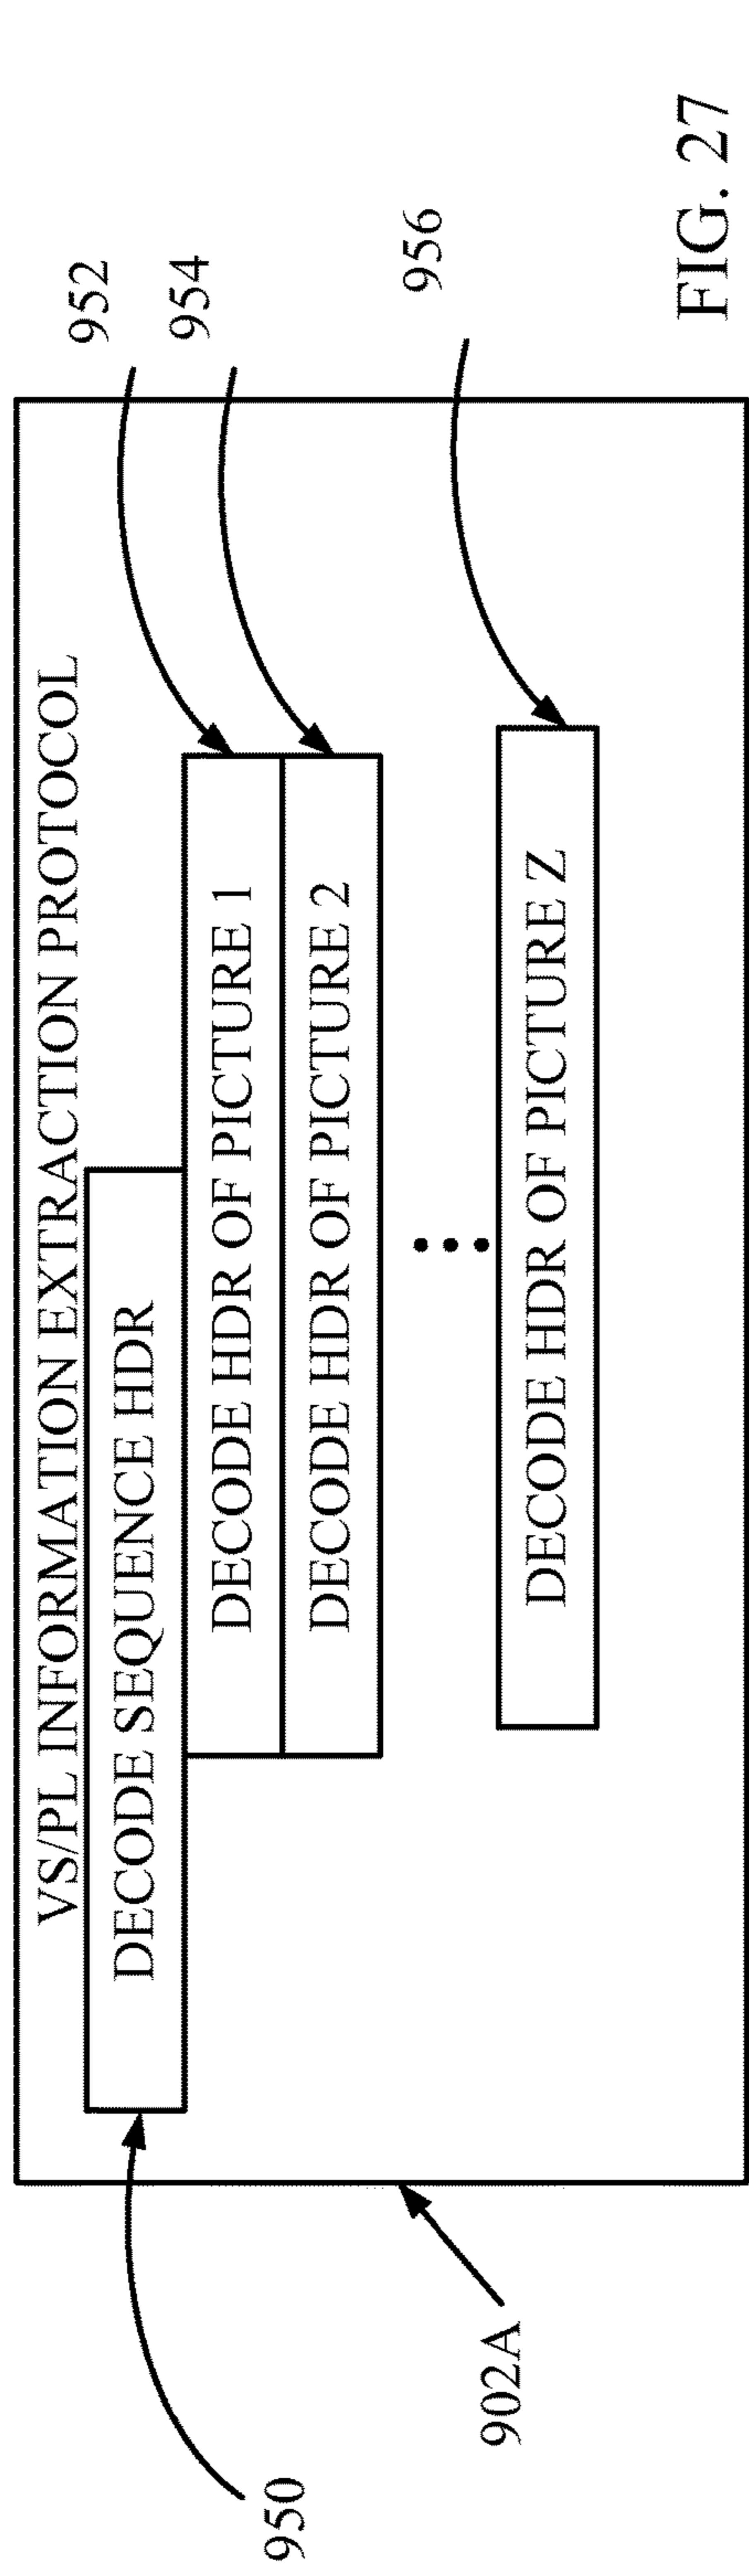 VS/PL INFORMATION EXTRACTION PROTOCOL
950
DECODE SEQUENCE HDR
952
DECODE HDR OF PICTURE 1
954
DECODE HDR OF PICTURE 2
956
DECODE HDR OF PICTURE Z
902A
FIG. 27